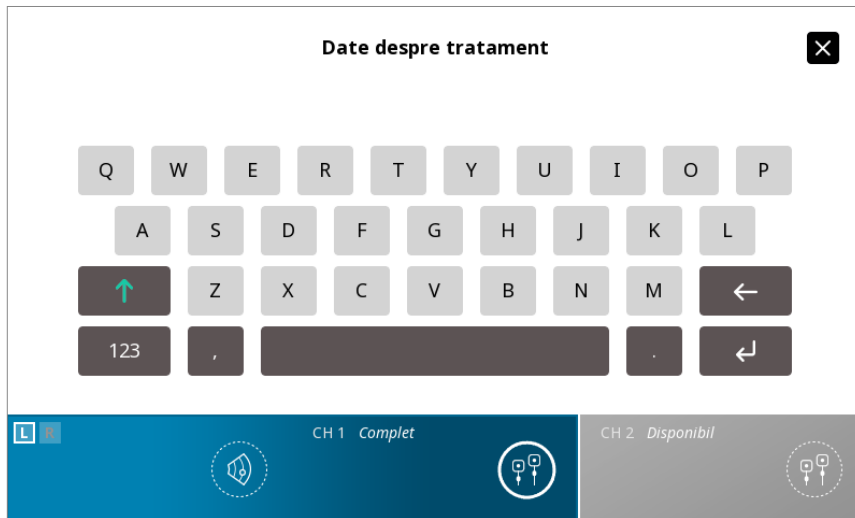 Date despre tratament
Q W E R T Y U I O P
A S D F G H J K L
Z X C V B N M
123 , .
L R CH 1 Complet CH 2 Disponibil